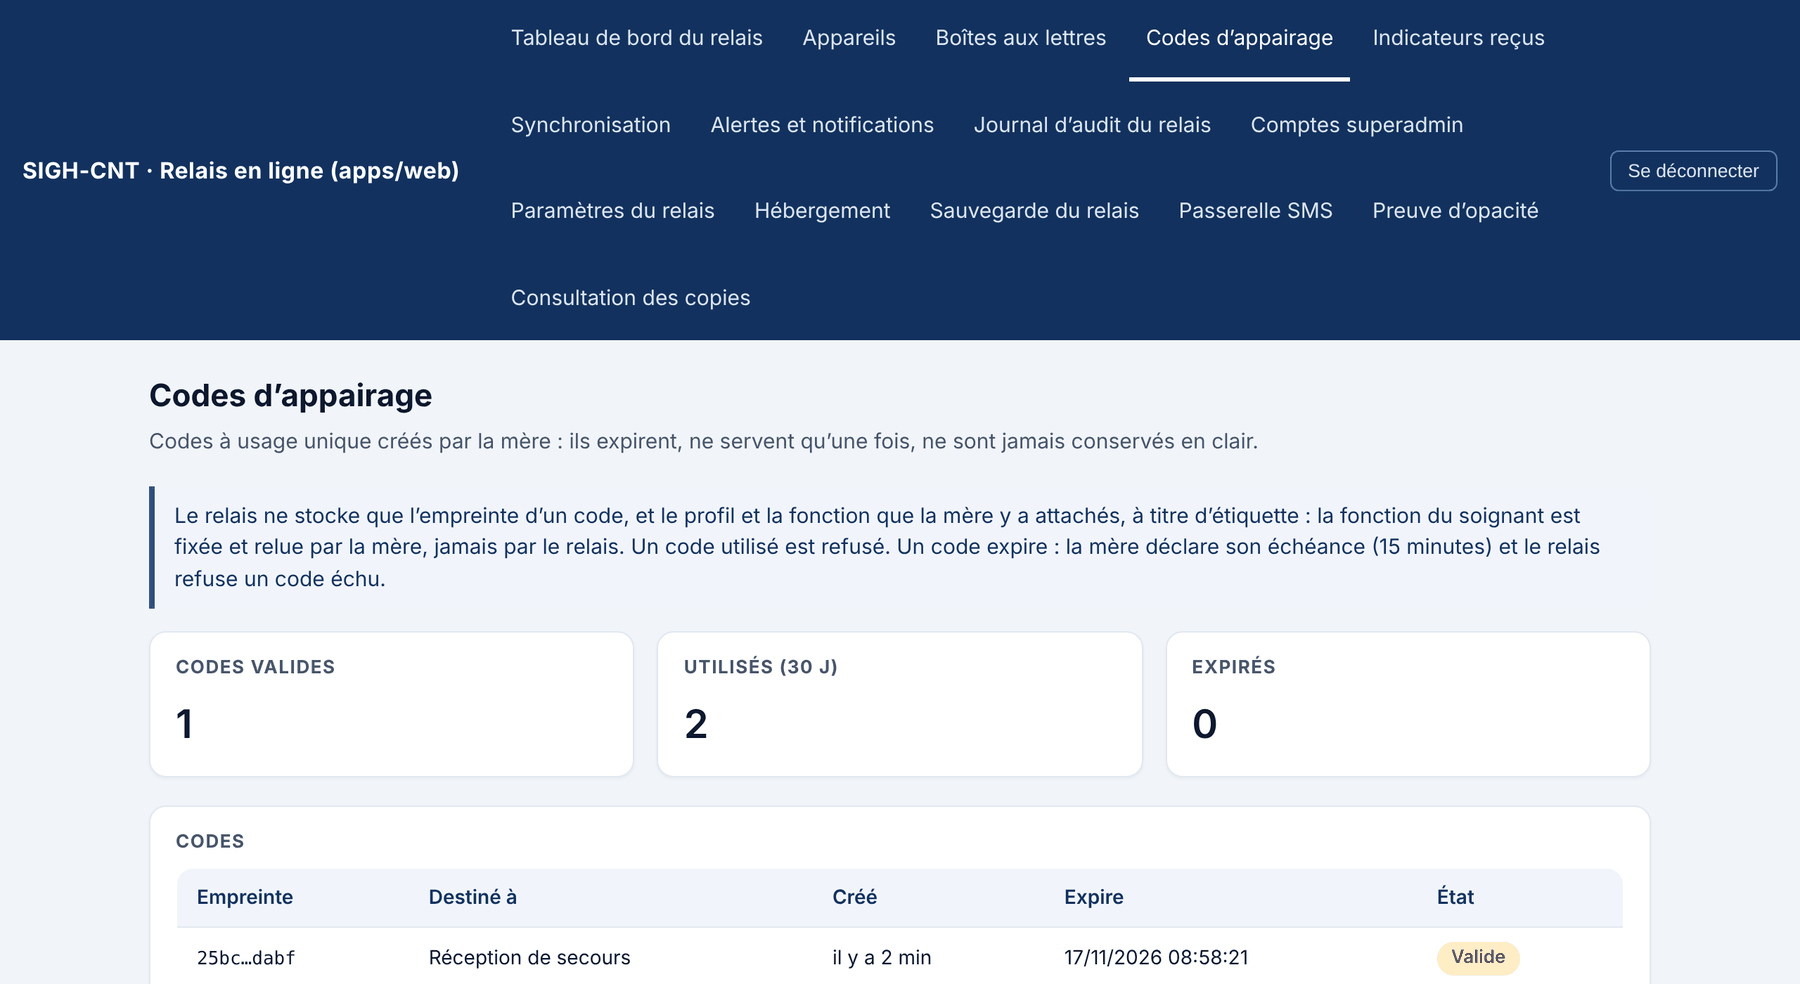 Tableau de bord du relais Appareils Boîtes aux lettres Codes d’appairage Indicateurs reçus
Synchronisation Alertes et notifications Journal d’audit du relais Comptes superadmin
SIGH-CNT · Relais en ligne (apps/web)
Se déconnecter
Paramètres du relais Hébergement Sauvegarde du relais Passerelle SMS Preuve d’opacité
Consultation des copies
Codes d’appairage
Codes à usage unique créés par la mère : ils expirent, ne servent qu’une fois, ne sont jamais conservés en clair.
Le relais ne stocke que l’empreinte d’un code, et le profil et la fonction que la mère y a attachés, à titre d’étiquette : la fonction du soignant est
fixée et relue par la mère, jamais par le relais. Un code utilisé est refusé. Un code expire : la mère déclare son échéance (15 minutes) et le relais
refuse un code échu.
CODES VALIDES UTILISÉS (30 J) EXPIRÉS
1 2 0
CODES
Empreinte Destiné à Créé Expire État
25bc…dabf Réception de secours il y a 2 min 17/11/2026 08:58:21 Valide